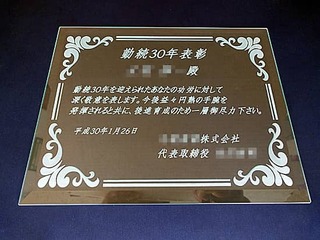 勤続30年表彰
殿
勤続30年を迎えられたあなたの功労に対して
深く敬意を表します。今後益々円熟の手腕を
発揮されると共に、後進育成のため一層御尽力下さい。
平成30年1月26日
株式会社
代表取締役